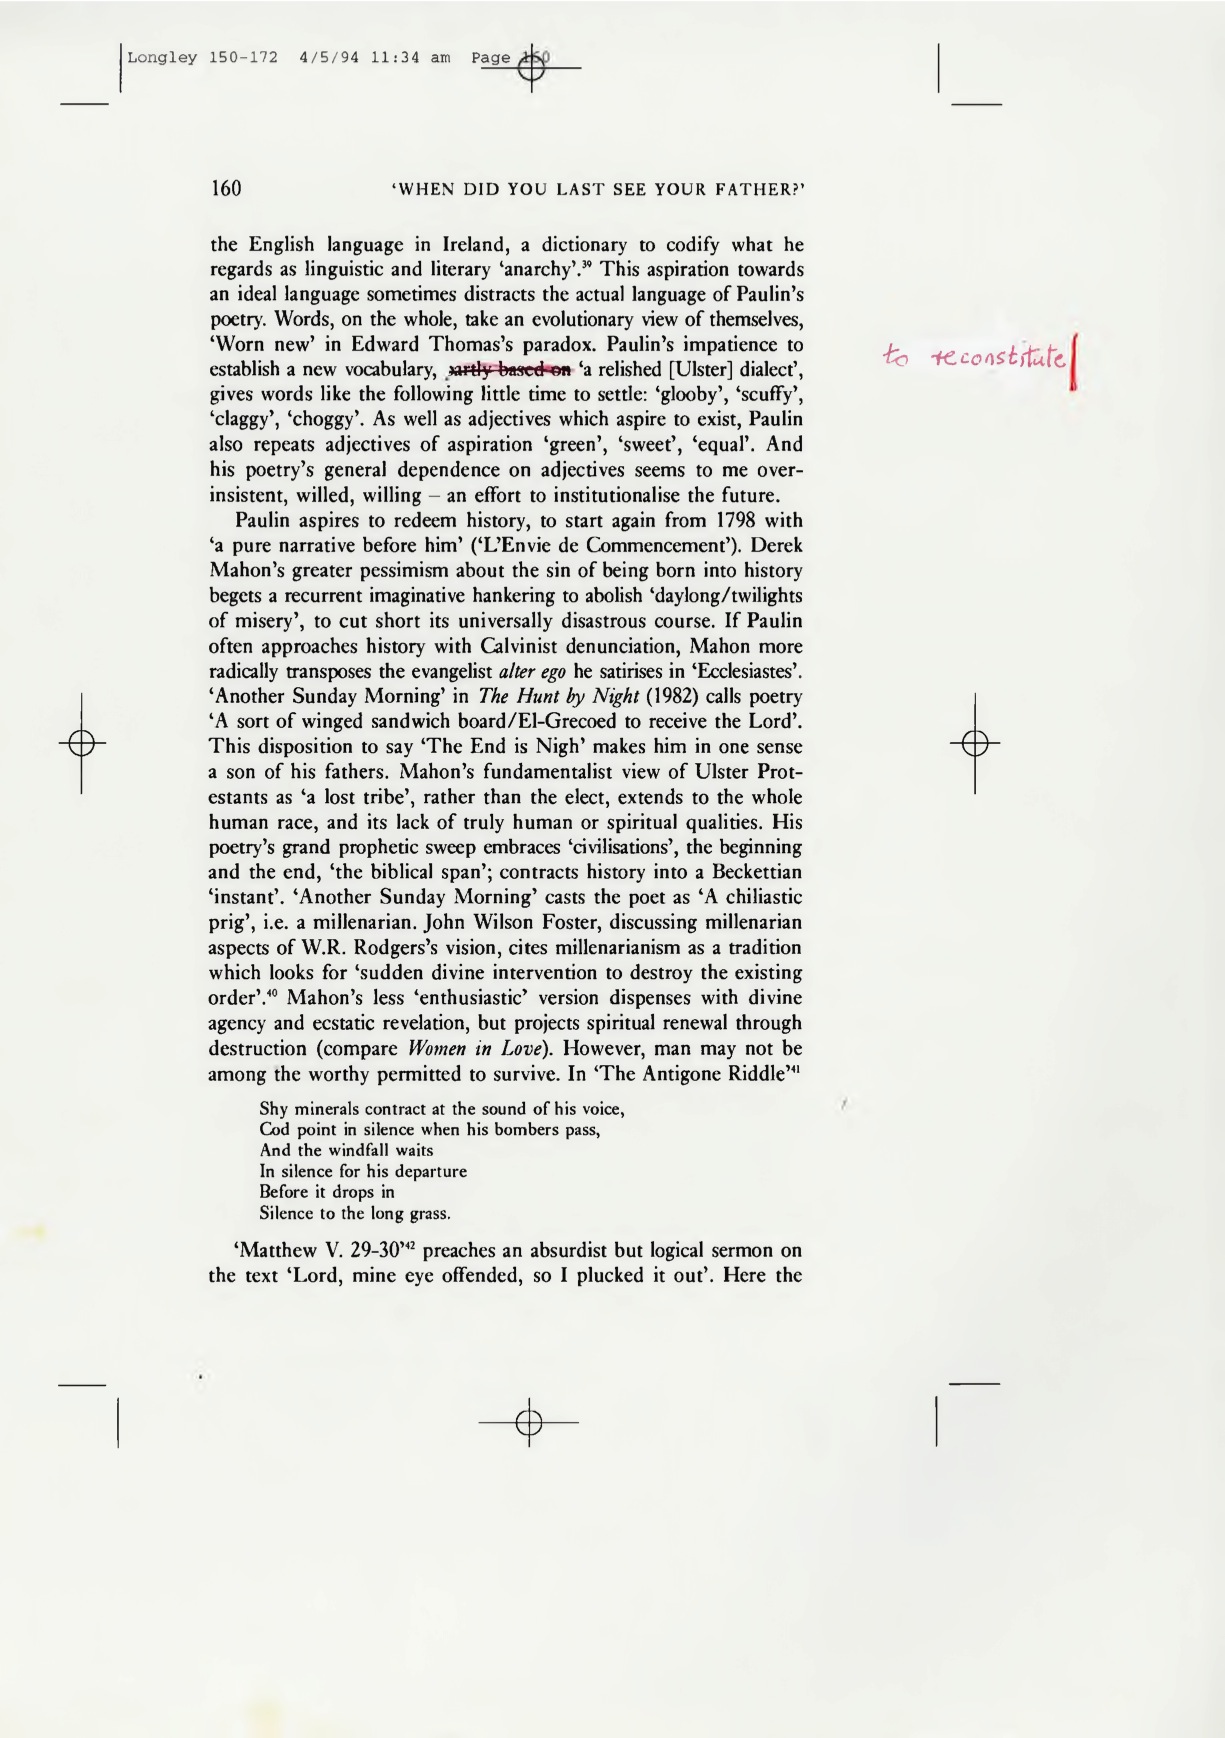 Longley 150-172 4/5/94 11:34 am Page 160
160 ‘WHEN DID YOU LAST SEE YOUR FATHER?’
the English language in Ireland, a dictionary to codify what he
regards as linguistic and literary ‘anarchy’.³⁹ This aspiration towards
an ideal language sometimes distracts the actual language of Paulin’s
poetry. Words, on the whole, take an evolutionary view of themselves,
‘Worn new’ in Edward Thomas’s paradox. Paulin’s impatience to
to reconstitute
establish a new vocabulary, partly based on ‘a relished [Ulster] dialect’,
gives words like the following little time to settle: ‘glooby’, ‘scuffy’,
‘claggy’, ‘choggy’. As well as adjectives which aspire to exist, Paulin
also repeats adjectives of aspiration ‘green’, ‘sweet’, ‘equal’. And
his poetry’s general dependence on adjectives seems to me over-
insistent, willed, willing – an effort to institutionalise the future.
Paulin aspires to redeem history, to start again from 1798 with
‘a pure narrative before him’ (‘L’Envie de Commencement’). Derek
Mahon’s greater pessimism about the sin of being born into history
begets a recurrent imaginative hankering to abolish ‘daylong/twilights
of misery’, to cut short its universally disastrous course. If Paulin
often approaches history with Calvinist denunciation, Mahon more
radically transposes the evangelist alter ego he satirises in ‘Ecclesiastes’.
‘Another Sunday Morning’ in The Hunt by Night (1982) calls poetry
‘A sort of winged sandwich board/El-Grecoed to receive the Lord’.
This disposition to say ‘The End is Nigh’ makes him in one sense
a son of his fathers. Mahon’s fundamentalist view of Ulster Prot-
estants as ‘a lost tribe’, rather than the elect, extends to the whole
human race, and its lack of truly human or spiritual qualities. His
poetry’s grand prophetic sweep embraces ‘civilisations’, the beginning
and the end, ‘the biblical span’; contracts history into a Beckettian
‘instant’. ‘Another Sunday Morning’ casts the poet as ‘A chiliastic
prig’, i.e. a millenarian. John Wilson Foster, discussing millenarian
aspects of W.R. Rodgers’s vision, cites millenarianism as a tradition
which looks for ‘sudden divine intervention to destroy the existing
order’.⁴⁰ Mahon’s less ‘enthusiastic’ version dispenses with divine
agency and ecstatic revelation, but projects spiritual renewal through
destruction (compare Women in Love). However, man may not be
among the worthy permitted to survive. In ‘The Antigone Riddle’⁴¹
Shy minerals contract at the sound of his voice,
Cod point in silence when his bombers pass,
And the windfall waits
In silence for his departure
Before it drops in
Silence to the long grass.
‘Matthew V. 29-30’⁴² preaches an absurdist but logical sermon on
the text ‘Lord, mine eye offended, so I plucked it out’. Here the